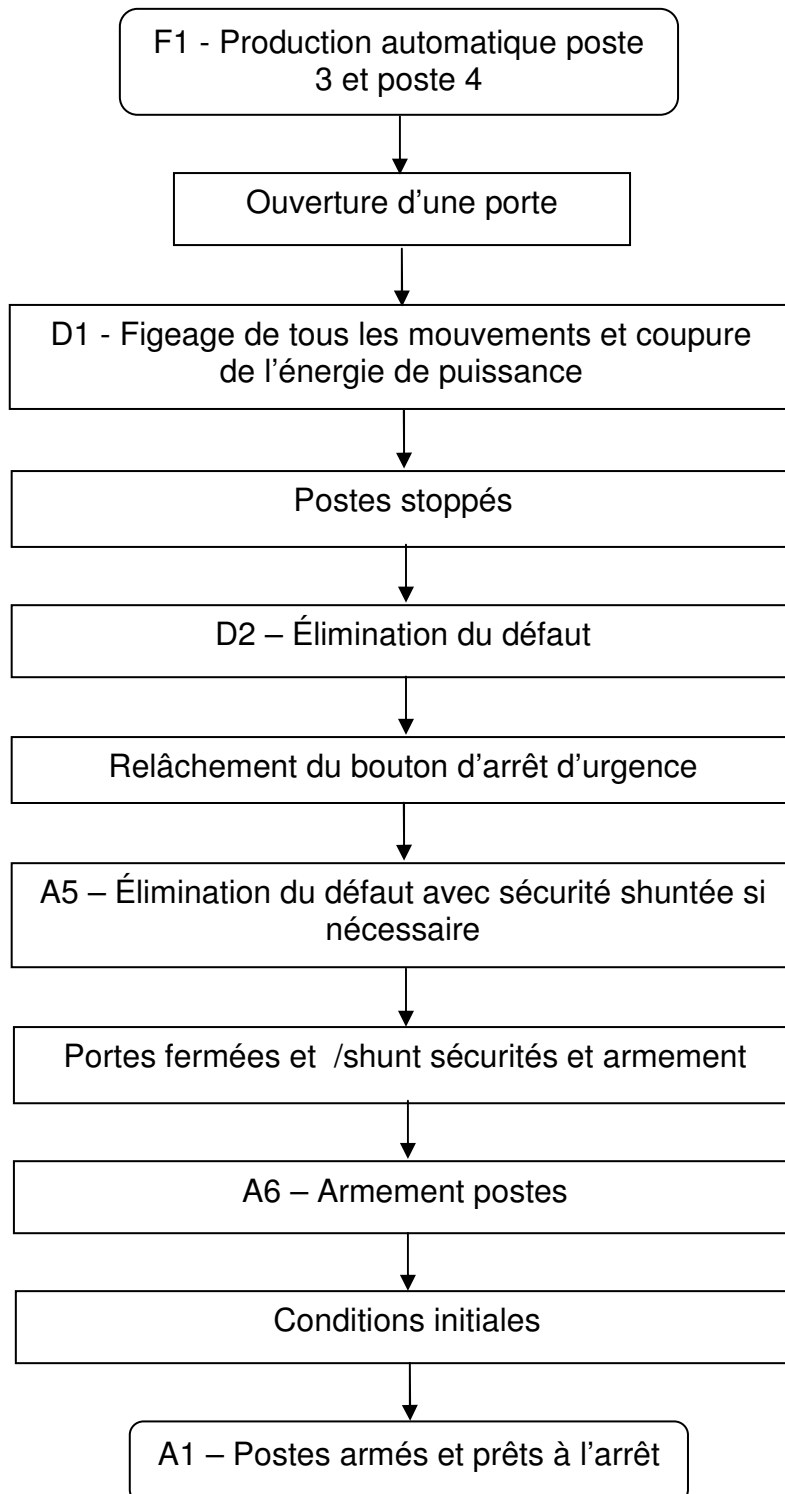 F1 - Production automatique poste
3 et poste 4
Ouverture d'une porte
D1 - Figeage de tous les mouvements et coupure
de l'énergie de puissance
Postes stoppés
D2 – Élimination du défaut
Relâchement du bouton d'arrêt d'urgence
A5 – Élimination du défaut avec sécurité shuntée si
nécessaire
Portes fermées et /shunt sécurités et armement
A6 – Armement postes
Conditions initiales
A1 – Postes armés et prêts à l'arrêt